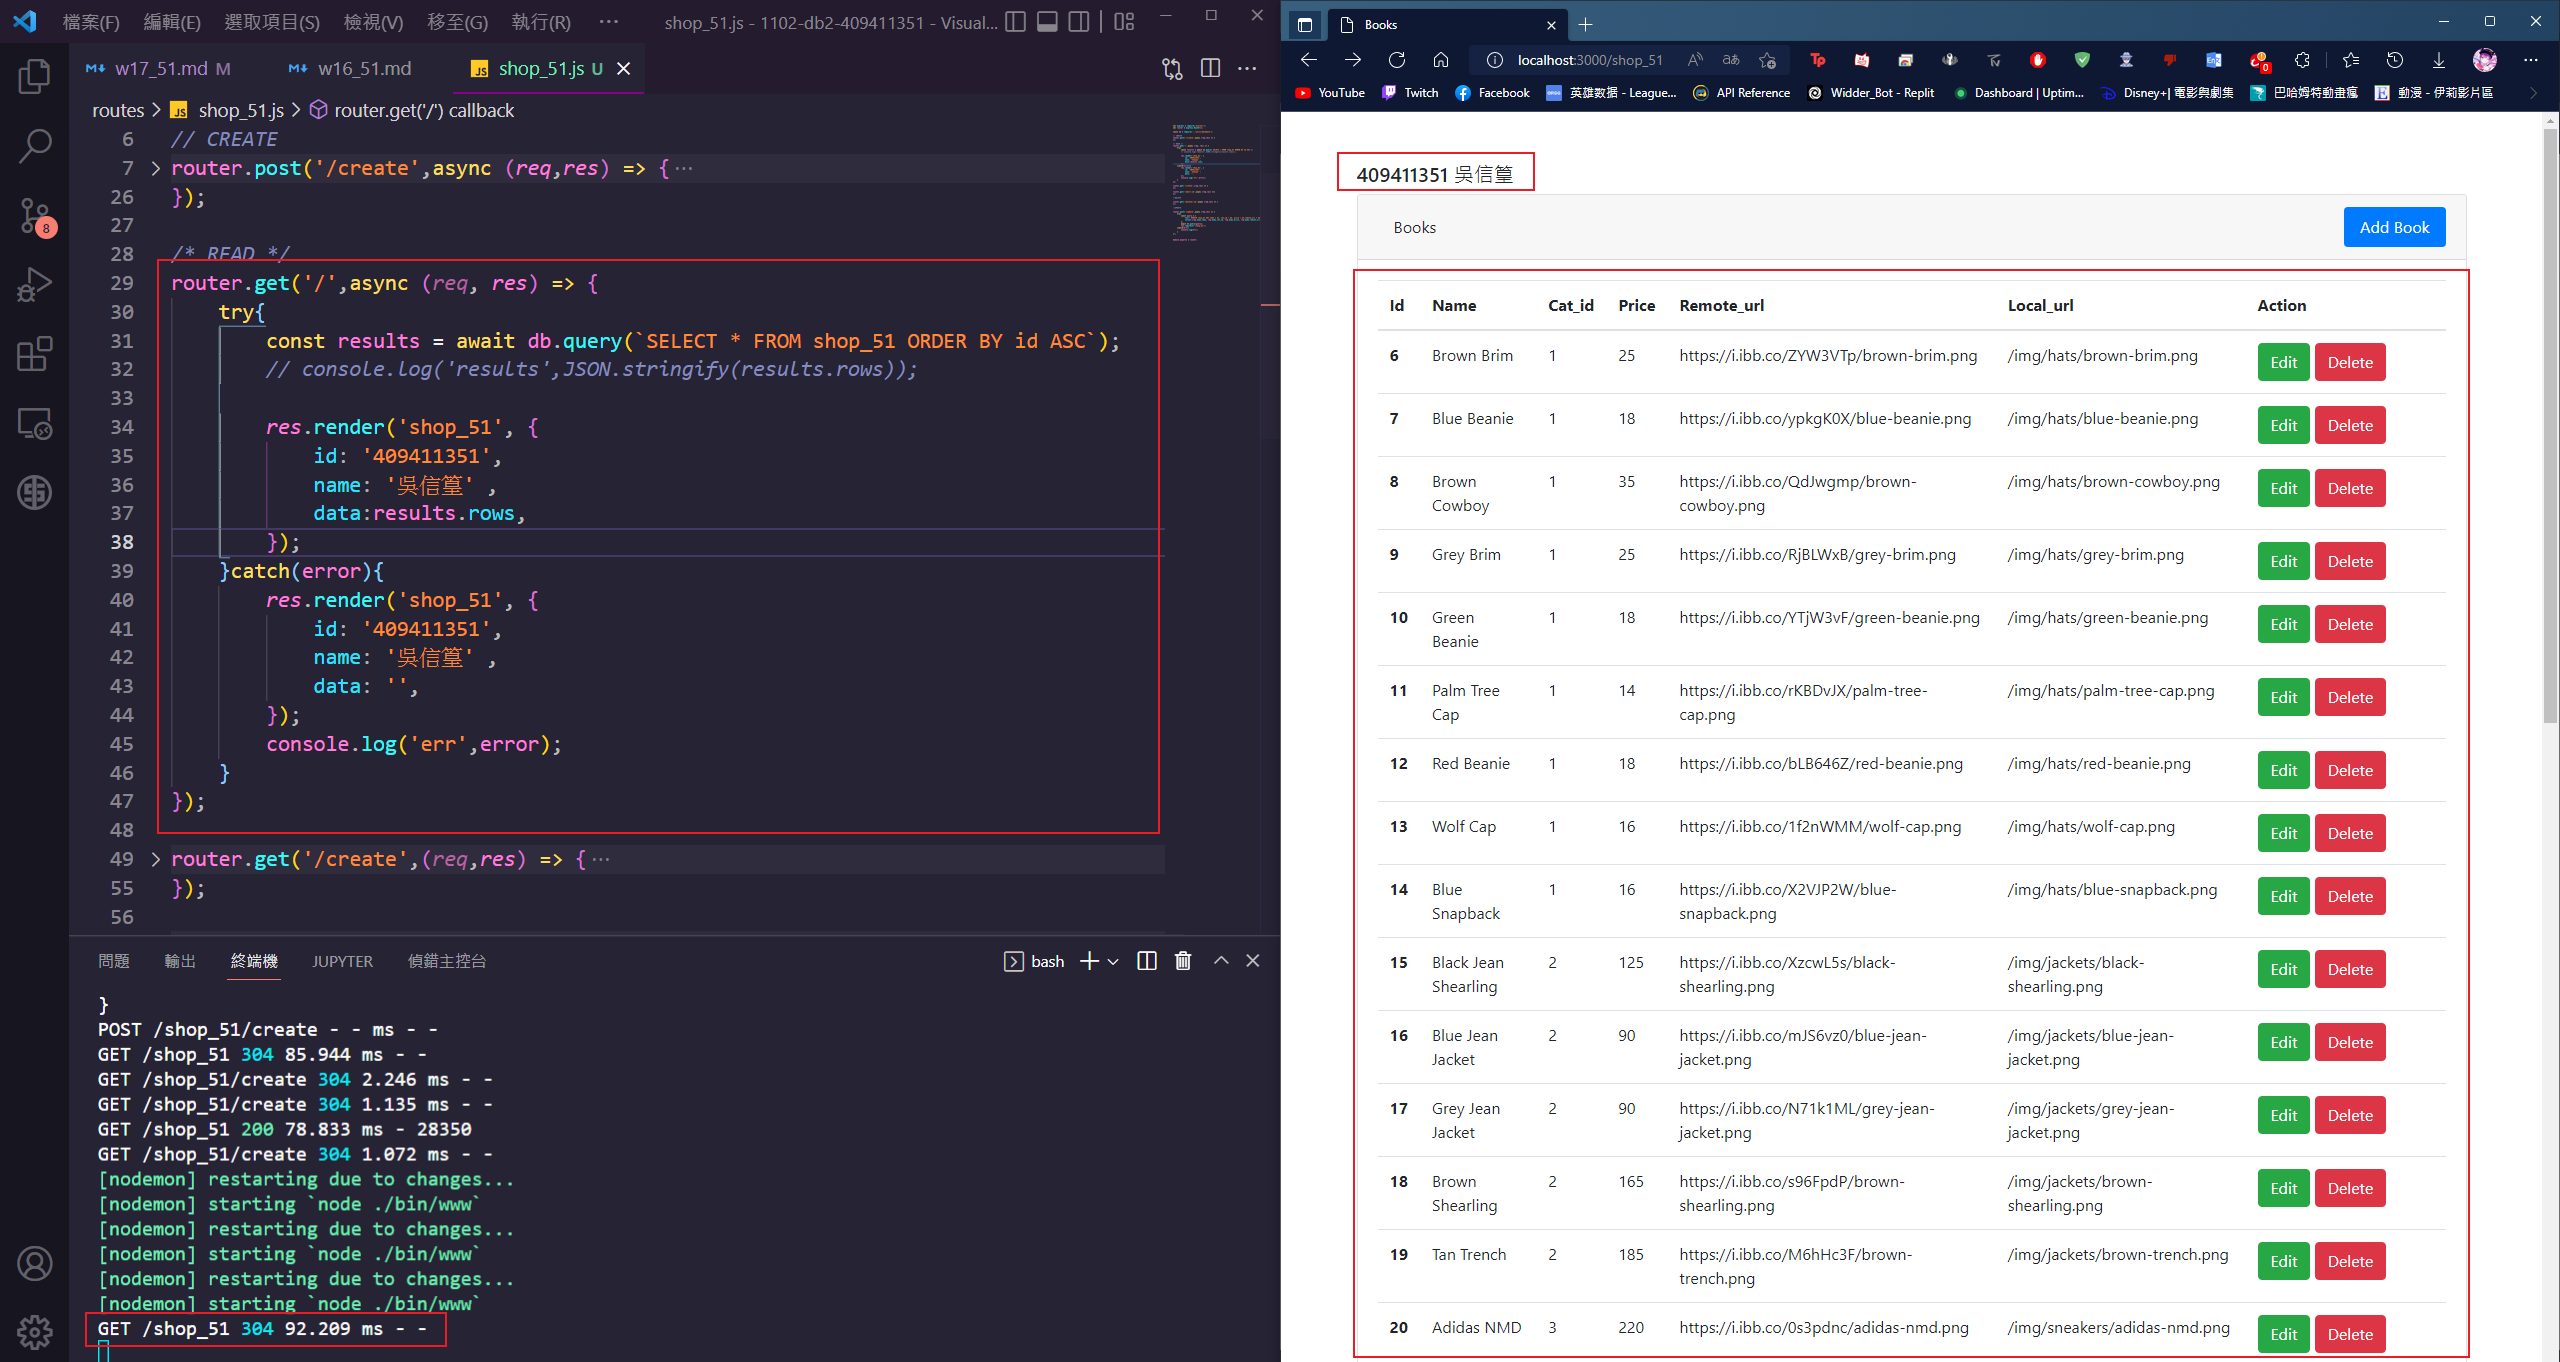 檔案(F) 編輯(E) 選取項目(S) 檢視(V) 移至(G) 執行(R) ··· shop_51.js - 1102-db2-409411351 - Visual...
w17_51.md M w16_51.md JS shop_51.js U
routes > JS shop_51.js > router.get('/') callback
6 // CREATE
7 router.post('/create',async (req,res) => {···
26 });
27
28 /* READ */
29 router.get('/',async (req, res) => {
30 try{
31 const results = await db.query(`SELECT * FROM shop_51 ORDER BY id ASC`);
32 // console.log('results',JSON.stringify(results.rows));
33
34 res.render('shop_51', {
35 id: '409411351',
36 name: '吳信篁' ,
37 data:results.rows,
38 });
39 }catch(error){
40 res.render('shop_51', {
41 id: '409411351',
42 name: '吳信篁' ,
43 data: '',
44 });
45 console.log('err',error);
46 }
47 });
48
49 router.get('/create',(req,res) => {···
55 });
56
8
問題 輸出 終端機 JUPYTER 偵錯主控台 bash
}
POST /shop_51/create - - ms - -
GET /shop_51 304 85.944 ms - -
GET /shop_51/create 304 2.246 ms - -
GET /shop_51/create 304 1.135 ms - -
GET /shop_51 200 78.833 ms - 28350
GET /shop_51/create 304 1.072 ms - -
[nodemon] restarting due to changes...
[nodemon] starting `node ./bin/www`
[nodemon] restarting due to changes...
[nodemon] starting `node ./bin/www`
[nodemon] restarting due to changes...
[nodemon] starting `node ./bin/www`
GET /shop_51 304 92.209 ms - -
Books
localhost:3000/shop_51
YouTube Twitch Facebook 英雄数据 - League... API Reference Widder_Bot - Replit Dashboard | Uptim... Disney+| 電影與劇集 巴哈姆特動畫瘋 動漫 - 伊莉影片區
409411351 吳信篁
Books Add Book
Id Name Cat_id Price Remote_url Local_url Action
6 Brown Brim 1 25 https://i.ibb.co/ZYW3VTp/brown-brim.png /img/hats/brown-brim.png Edit Delete
7 Blue Beanie 1 18 https://i.ibb.co/ypkgK0X/blue-beanie.png /img/hats/blue-beanie.png Edit Delete
8 Brown 1 35 https://i.ibb.co/QdJwgmp/brown- /img/hats/brown-cowboy.png Edit Delete
Cowboy cowboy.png
9 Grey Brim 1 25 https://i.ibb.co/RjBLWxB/grey-brim.png /img/hats/grey-brim.png Edit Delete
10 Green 1 18 https://i.ibb.co/YTjW3vF/green-beanie.png /img/hats/green-beanie.png Edit Delete
Beanie
11 Palm Tree 1 14 https://i.ibb.co/rKBDvJX/palm-tree- /img/hats/palm-tree-cap.png Edit Delete
Cap cap.png
12 Red Beanie 1 18 https://i.ibb.co/bLB646Z/red-beanie.png /img/hats/red-beanie.png Edit Delete
13 Wolf Cap 1 16 https://i.ibb.co/1f2nWMM/wolf-cap.png /img/hats/wolf-cap.png Edit Delete
14 Blue 1 16 https://i.ibb.co/X2VJP2W/blue- /img/hats/blue-snapback.png Edit Delete
Snapback snapback.png
15 Black Jean 2 125 https://i.ibb.co/XzcwL5s/black- /img/jackets/black- Edit Delete
Shearling shearling.png shearling.png
16 Blue Jean 2 90 https://i.ibb.co/mJS6vz0/blue-jean- /img/jackets/blue-jean- Edit Delete
Jacket jacket.png jacket.png
17 Grey Jean 2 90 https://i.ibb.co/N71k1ML/grey-jean- /img/jackets/grey-jean- Edit Delete
Jacket jacket.png jacket.png
18 Brown 2 165 https://i.ibb.co/s96FpdP/brown- /img/jackets/brown- Edit Delete
Shearling shearling.png shearling.png
19 Tan Trench 2 185 https://i.ibb.co/M6hHc3F/brown- /img/jackets/brown-trench.png Edit Delete
trench.png
20 Adidas NMD 3 220 https://i.ibb.co/0s3pdnc/adidas-nmd.png /img/sneakers/adidas-nmd.png Edit Delete